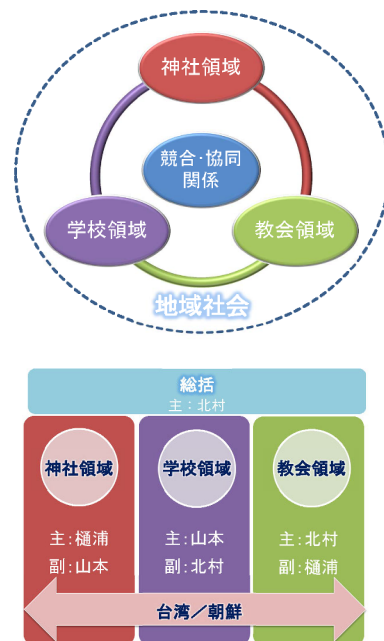 神社領域
競合・協同
関係
学校領域
教会領域
地域社会
総括
主：北村
神社領域
学校領域
教会領域
主：樋浦
副：山本
主：山本
副：北村
主：北村
副：樋浦
台湾／朝鮮